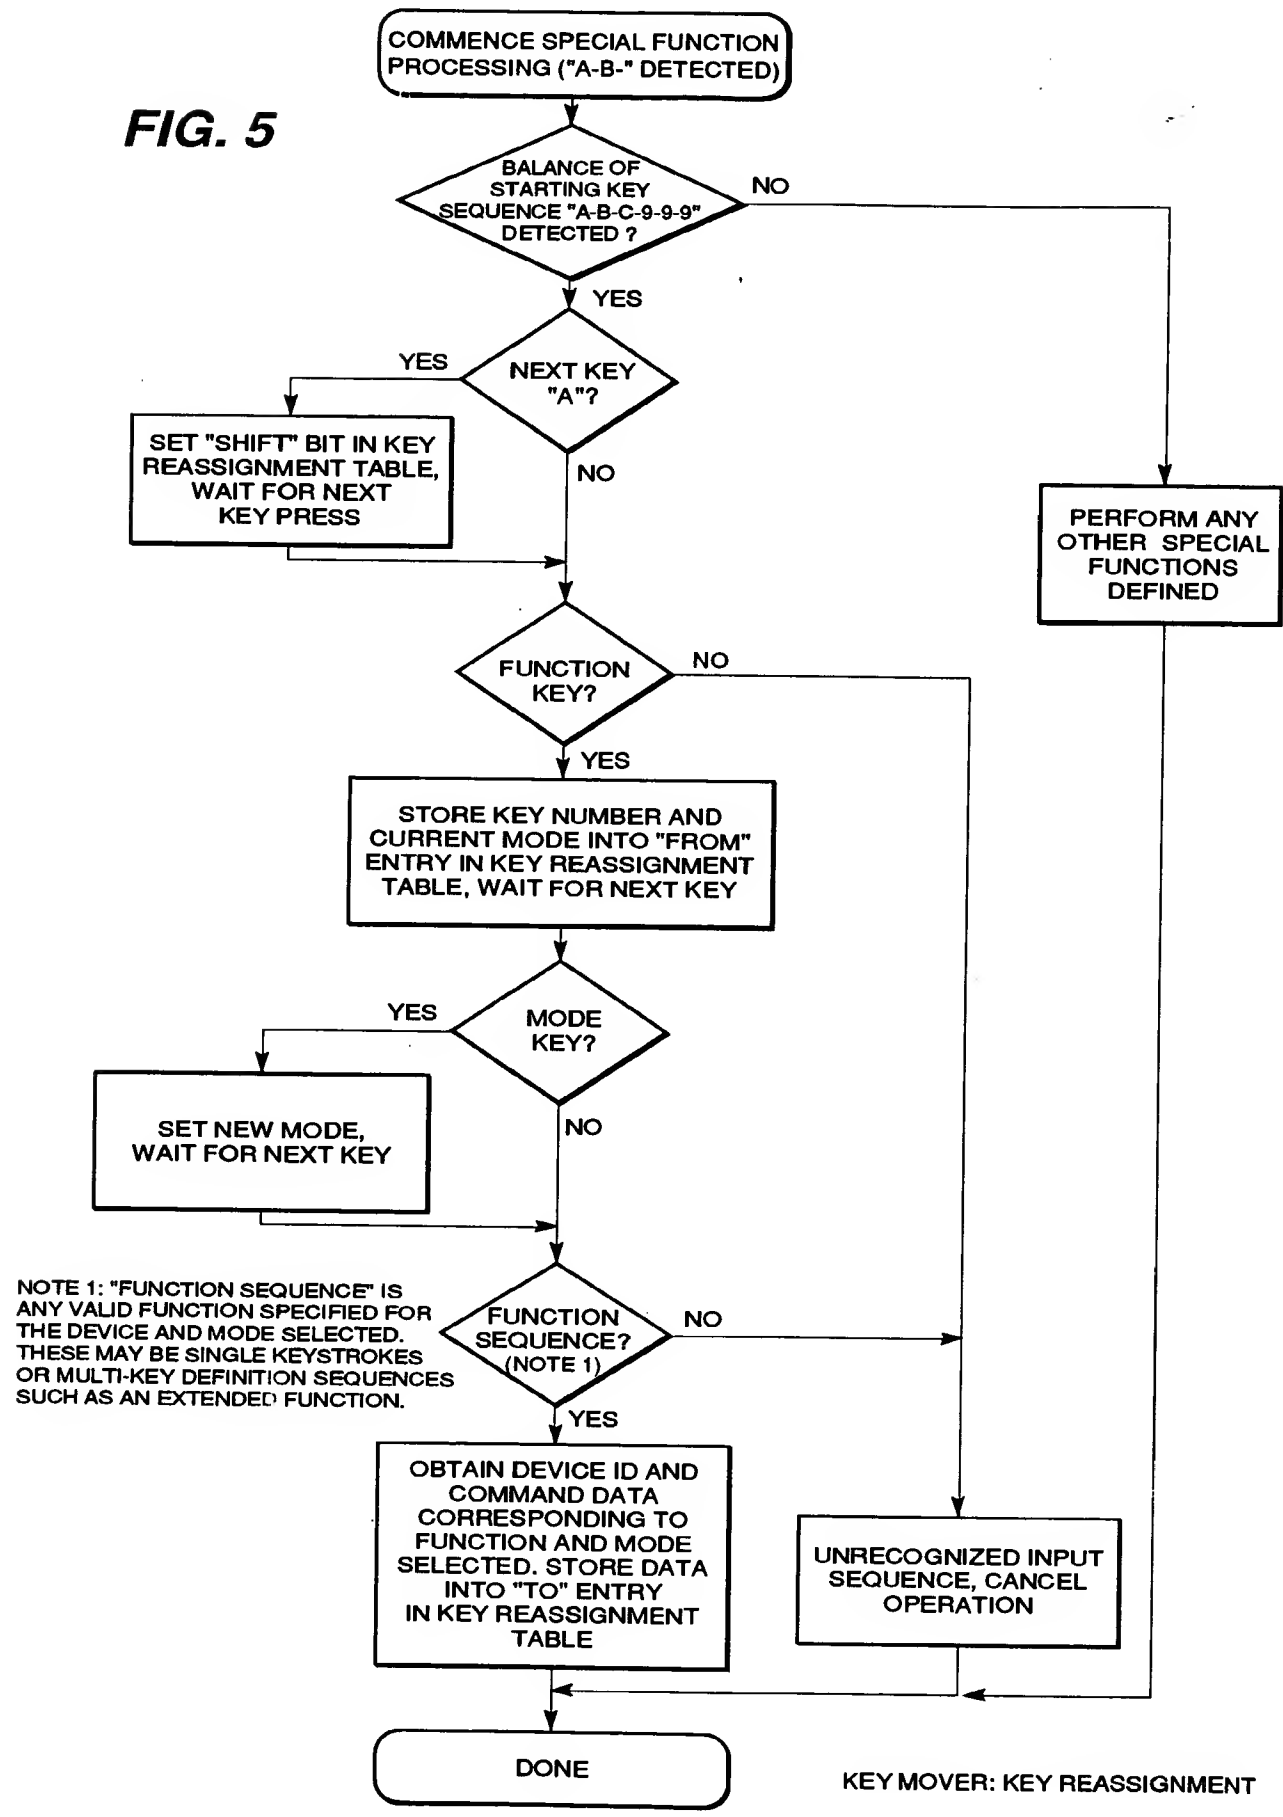 COMMENCE SPECIAL FUNCTION
PROCESSING ("A-B-" DETECTED)
FIG. 5
BALANCE OF
STARTING KEY
SEQUENCE "A-B-C-9-9-9"
DETECTED ?
NO
YES
NEXT KEY
"A"?
YES
NO
SET "SHIFT" BIT IN KEY
REASSIGNMENT TABLE,
WAIT FOR NEXT
KEY PRESS
PERFORM ANY
OTHER SPECIAL
FUNCTIONS
DEFINED
FUNCTION
KEY?
NO
YES
STORE KEY NUMBER AND
CURRENT MODE INTO "FROM"
ENTRY IN KEY REASSIGNMENT
TABLE, WAIT FOR NEXT KEY
MODE
KEY?
YES
NO
SET NEW MODE,
WAIT FOR NEXT KEY
NOTE 1: "FUNCTION SEQUENCE" IS
ANY VALID FUNCTION SPECIFIED FOR
THE DEVICE AND MODE SELECTED.
THESE MAY BE SINGLE KEYSTROKES
OR MULTI-KEY DEFINITION SEQUENCES
SUCH AS AN EXTENDED FUNCTION.
FUNCTION
SEQUENCE?
(NOTE 1)
NO
YES
OBTAIN DEVICE ID AND
COMMAND DATA
CORRESPONDING TO
FUNCTION AND MODE
SELECTED. STORE DATA
INTO "TO" ENTRY
IN KEY REASSIGNMENT
TABLE
UNRECOGNIZED INPUT
SEQUENCE, CANCEL
OPERATION
DONE
KEY MOVER: KEY REASSIGNMENT